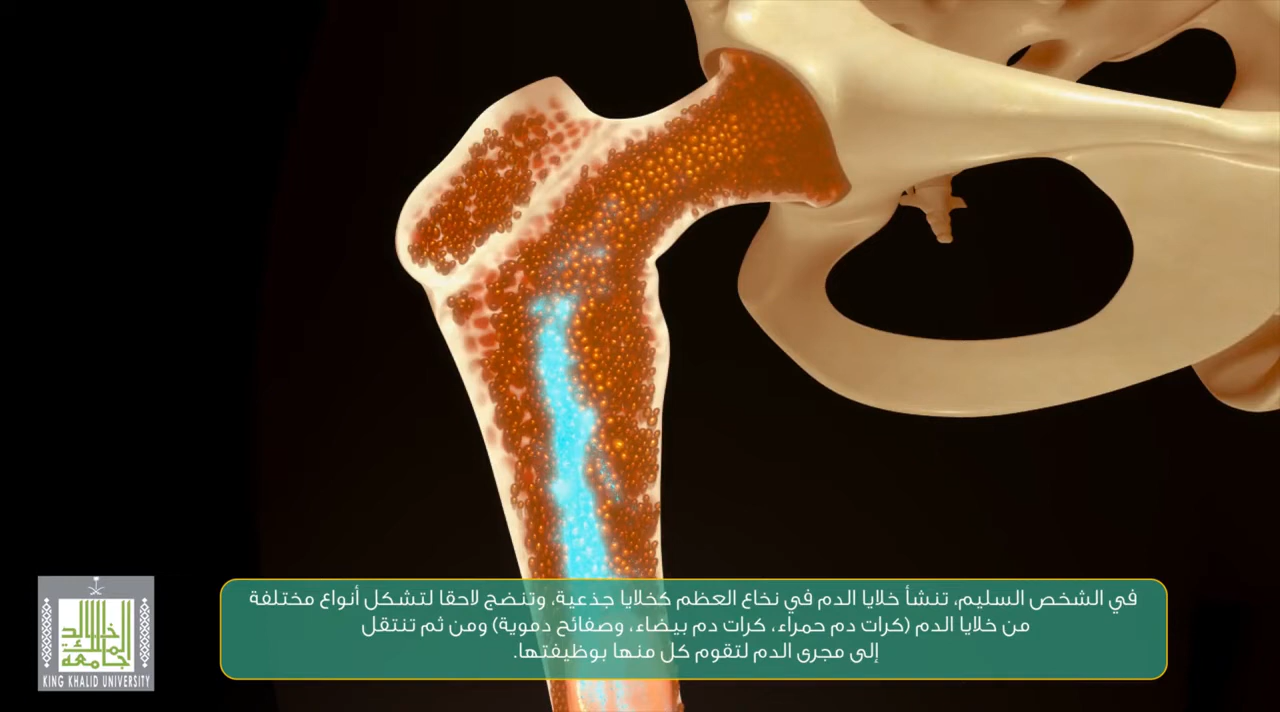 في الشخص السليم، تنشأ خلايا الدم في نخاع العظم كخلايا جذعية، وتنضج لاحقا لتشكل أنواع مختلفة
من خلايا الدم (كرات دم حمراء، كرات دم بيضاء، وصفائح دموية) ومن ثم تنتقل
إلى مجرى الدم لتقوم كل منها بوظيفتها.
جامعة الملك خالد
KING KHALID UNIVERSITY